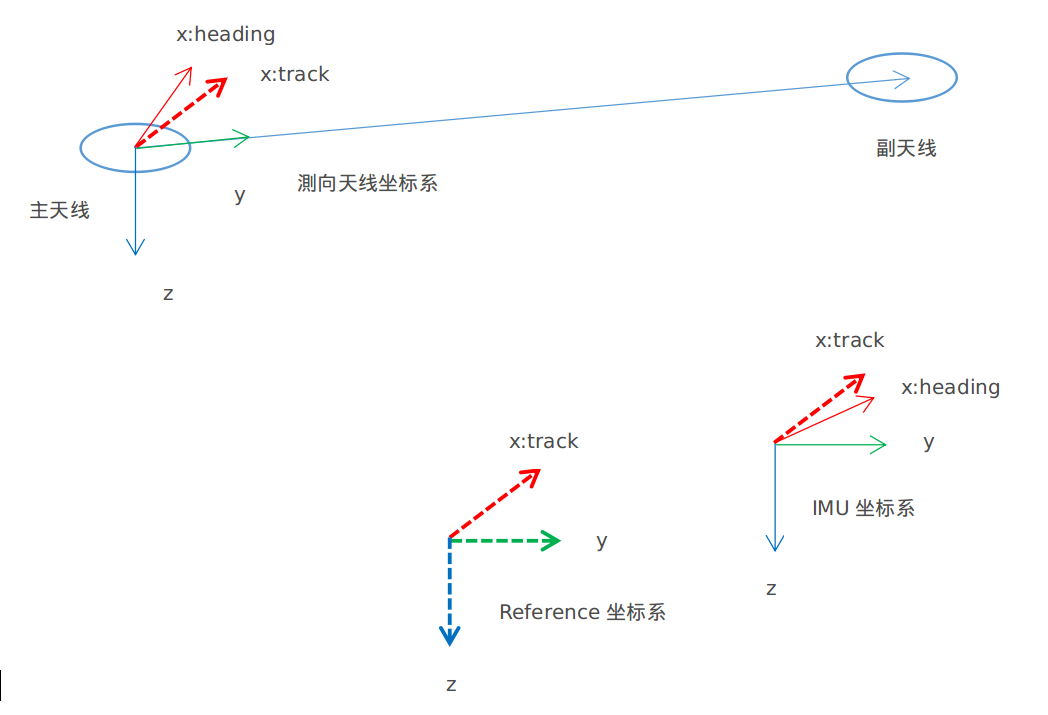 x:heading
x:track
副天线
测向天线坐标系
y
主天线
z
x:track
x:heading
x:track
y
IMU 坐标系
y
z
Reference 坐标系
z